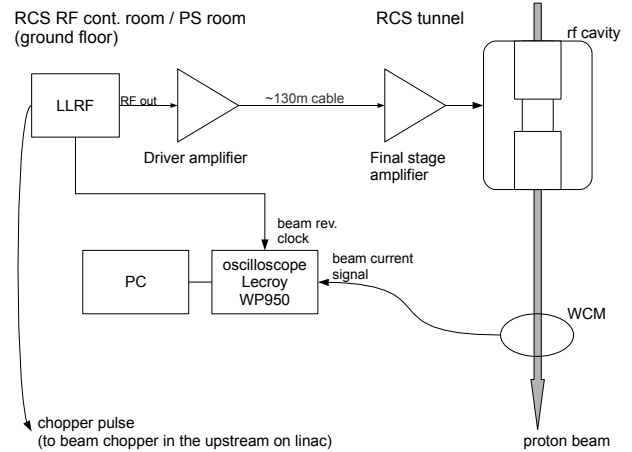 RCS RF cont. room / PS room
(ground floor)
RCS tunnel
rf cavity
LLRF
RF out
~130m cable
Driver amplifier
Final stage
amplifier
beam rev.
clock
PC
oscilloscope
Lecroy
WP950
beam current
signal
WCM
chopper pulse
(to beam chopper in the upstream on linac)
proton beam